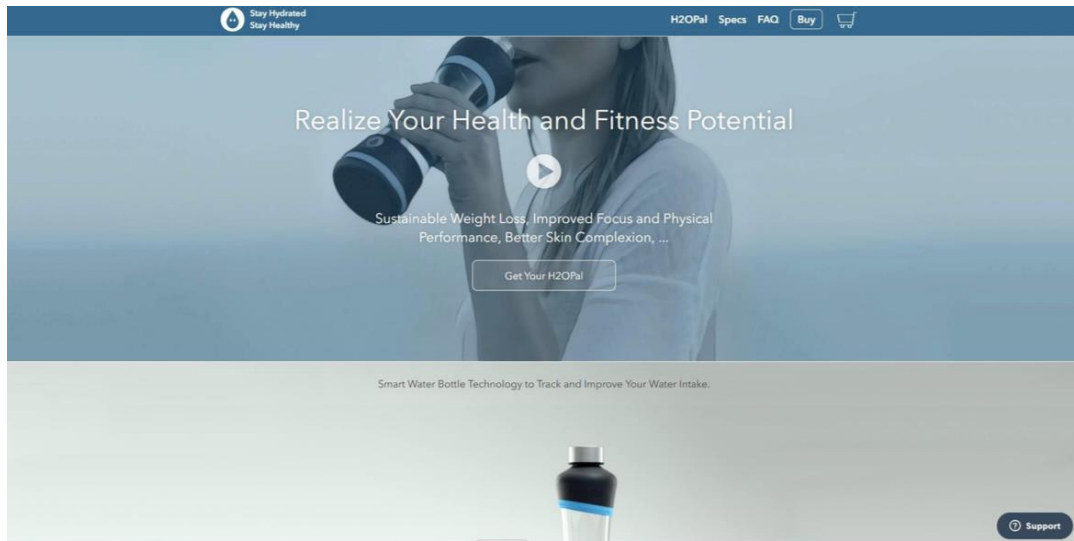 Stay Hydrated
Stay Healthy
H2OPal Specs FAQ Buy
Realize Your Health and Fitness Potential
Sustainable Weight Loss, Improved Focus and Physical
Performance, Better Skin Complexion, ...
Get Your H2OPal
Smart Water Bottle Technology to Track and Improve Your Water Intake.
Support